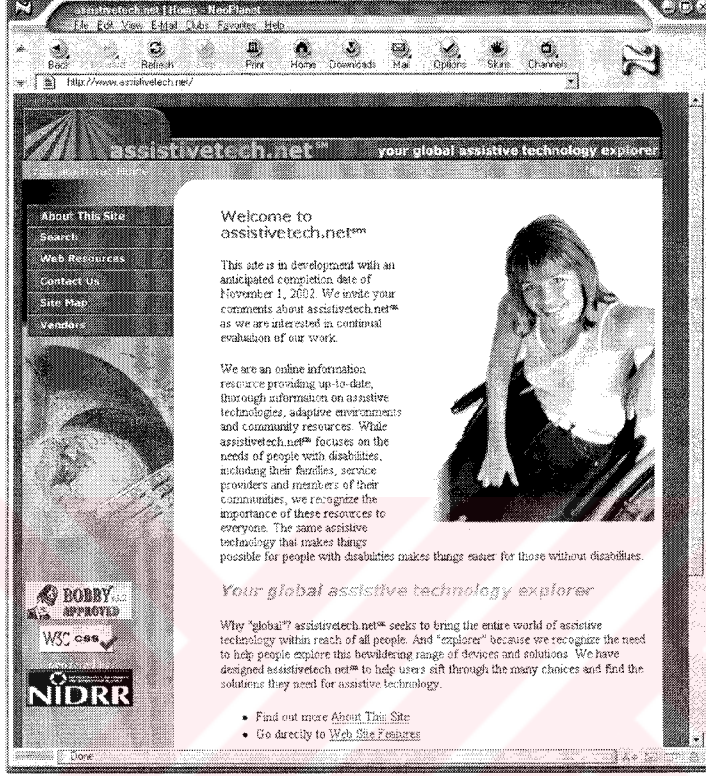 assistivetech.net | Home - NeoPlanet
File Edit View E-Mail Clubs Favorites Help
Back Refresh Print Home Downloads Mail Options Skins Channels
http://www.assistivetech.net/
assistivetech.net℠ your global assistive technology explorer
About This Site
Search
Web Resources
Contact Us
Site Map
Vendors
Welcome to
assistivetech.net℠
This site is in development with an
anticipated completion date of
November 1, 2002. We invite your
comments about assistivetech.net℠
as we are interested in continual
evaluation of our work.
We are an online information
resource providing up-to-date,
thorough information on assistive
technologies, adaptive environments
and community resources. While
assistivetech.net℠ focuses on the
needs of people with disabilities,
including their families, service
providers and members of their
communities, we recognize the
importance of these resources to
everyone. The same assistive
technology that makes things
possible for people with disabilities makes things easier for those without disabilities.
Your global assistive technology explorer
Why "global"? assistivetech.net℠ seeks to bring the entire world of assistive
technology within reach of all people. And "explorer" because we recognize the need
to help people explore this bewildering range of devices and solutions. We have
designed assistivetech.net℠ to help users sift through the many choices and find the
solutions they need for assistive technology.
• Find out more About This Site
• Go directly to Web Site Features
BOBBY
APPROVED
W3C css
NIDRR
Done